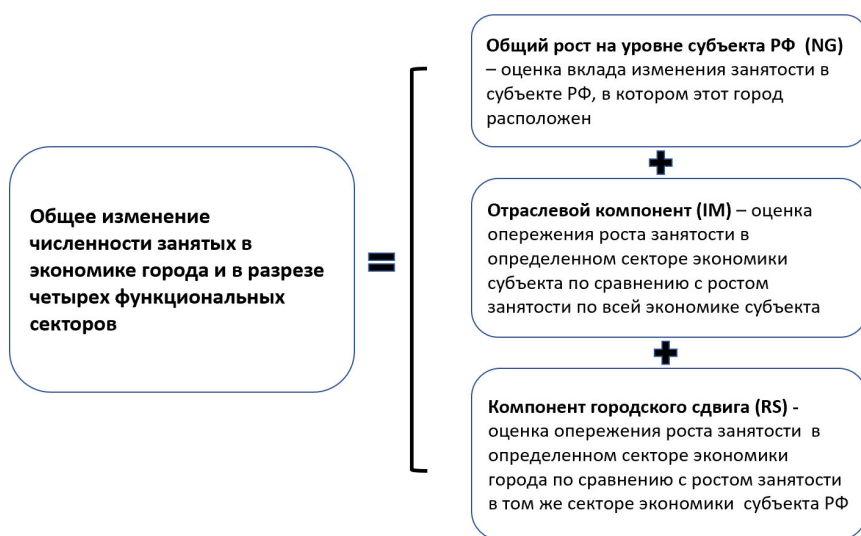 Общее изменение
численности занятых в
экономике города и в разрезе
четырех функциональных
секторов
=
Общий рост на уровне субъекта РФ (NG)
– оценка вклада изменения занятости в
субъекте РФ, в котором этот город
расположен
+
Отраслевой компонент (IM) – оценка
опережения роста занятости в
определенном секторе экономики
субъекта по сравнению с ростом
занятости по всей экономике субъекта
+
Компонент городского сдвига (RS) -
оценка опережения роста занятости в
определенном секторе экономики
города по сравнению с ростом занятости
в том же секторе экономики субъекта РФ